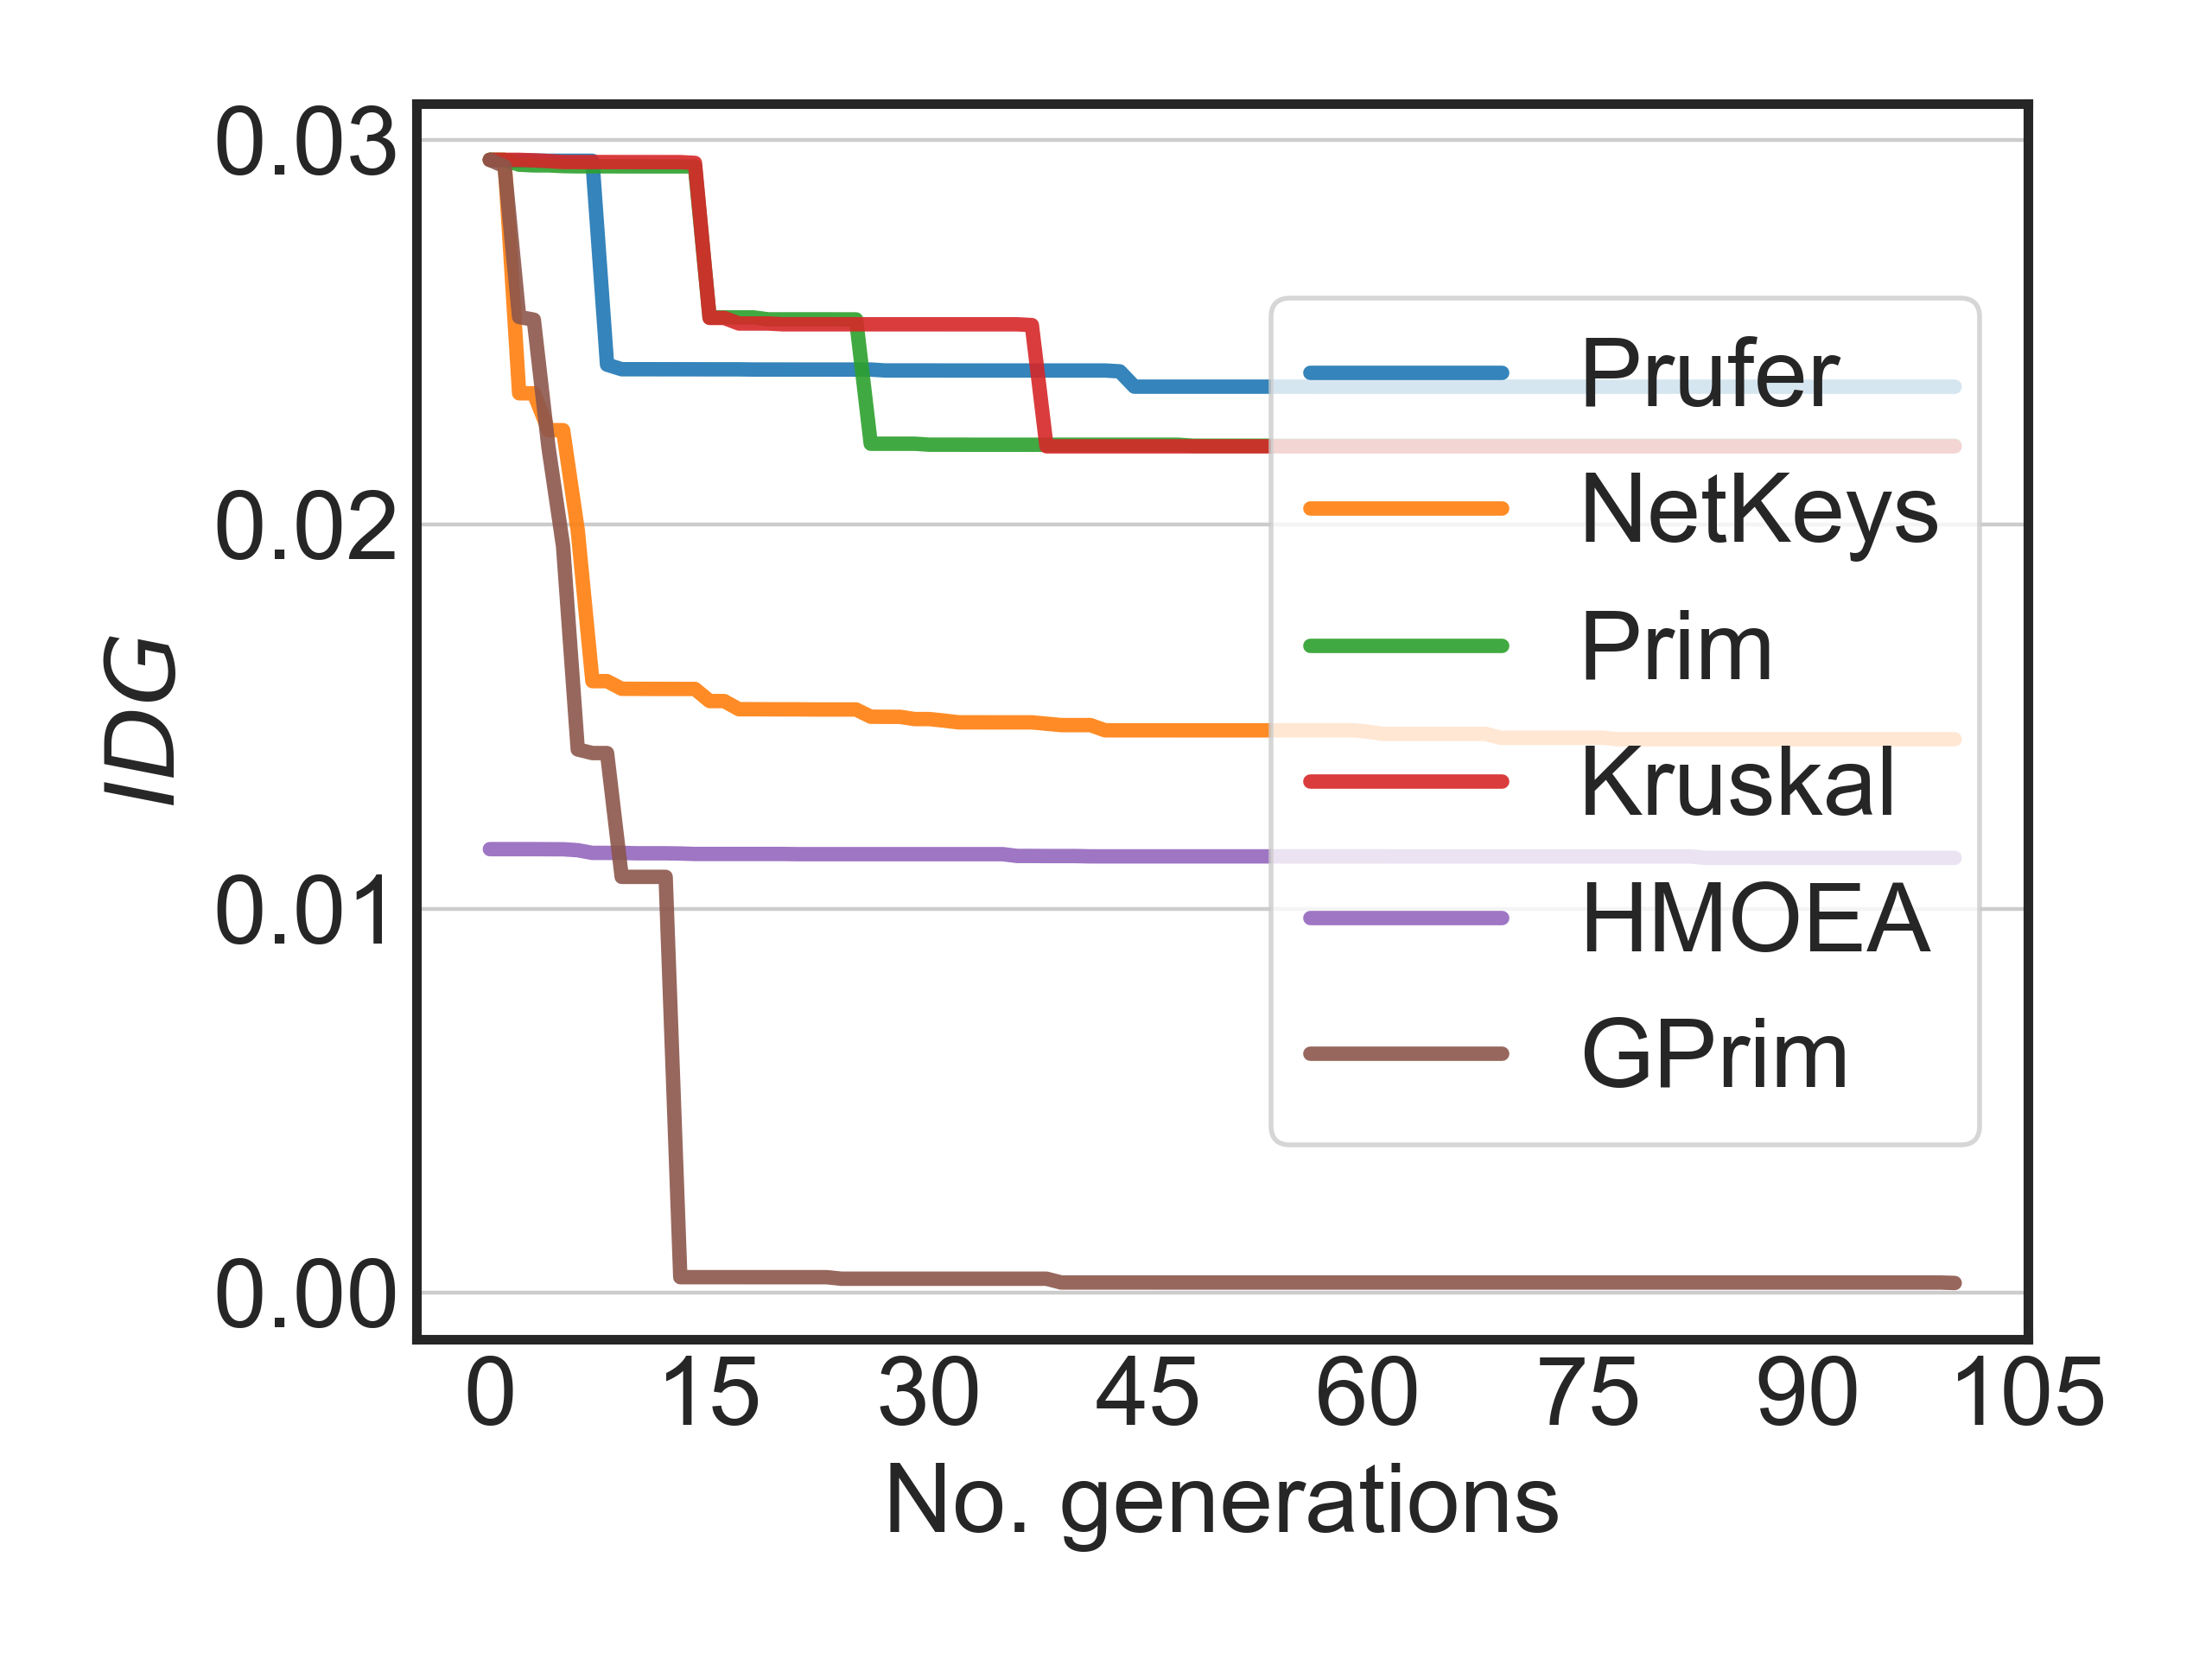 0.03
0.02
0.01
0.00
IDG
0 15 30 45 60 75 90 105
No. generations
Prufer
NetKeys
Prim
Kruskal
HMOEA
GPrim